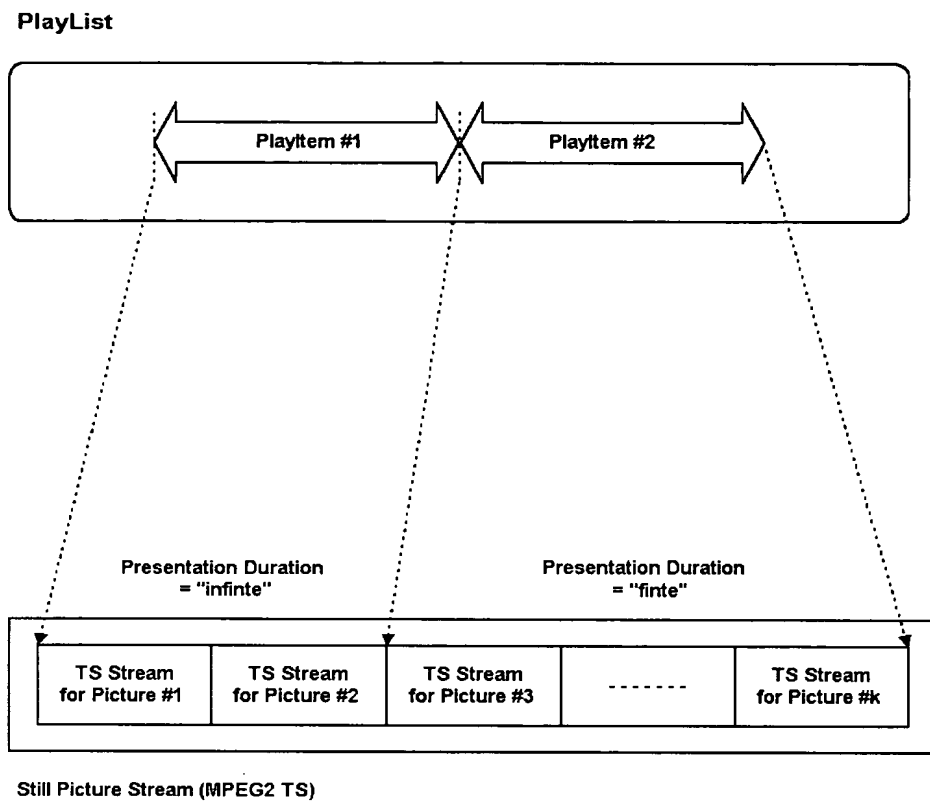 PlayList
PlayItem #1
PlayItem #2
Presentation Duration
= "infinte"
Presentation Duration
= "finte"
TS Stream
for Picture #1
TS Stream
for Picture #2
TS Stream
for Picture #3
-------
TS Stream
for Picture #k
Still Picture Stream (MPEG2 TS)